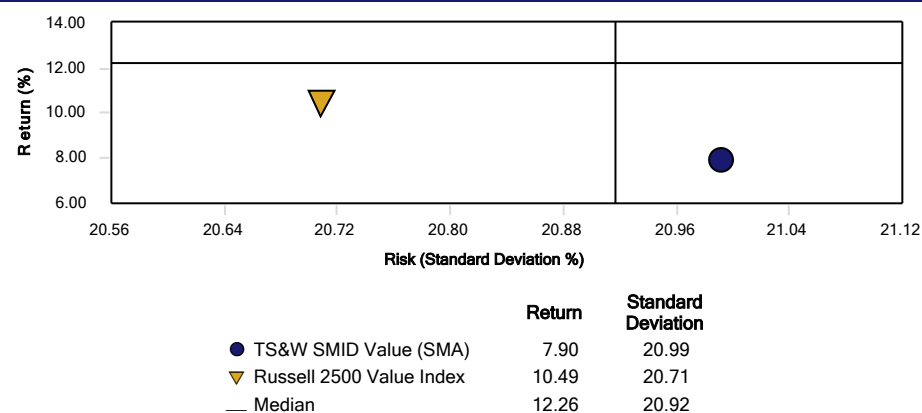 14.00
12.00
10.00
8.00
6.00
Return (%)
20.56 20.64 20.72 20.80 20.88 20.96 21.04 21.12
Risk (Standard Deviation %)
Return Standard Deviation
TS&W SMID Value (SMA) 7.90 20.99
Russell 2500 Value Index 10.49 20.71
Median 12.26 20.92